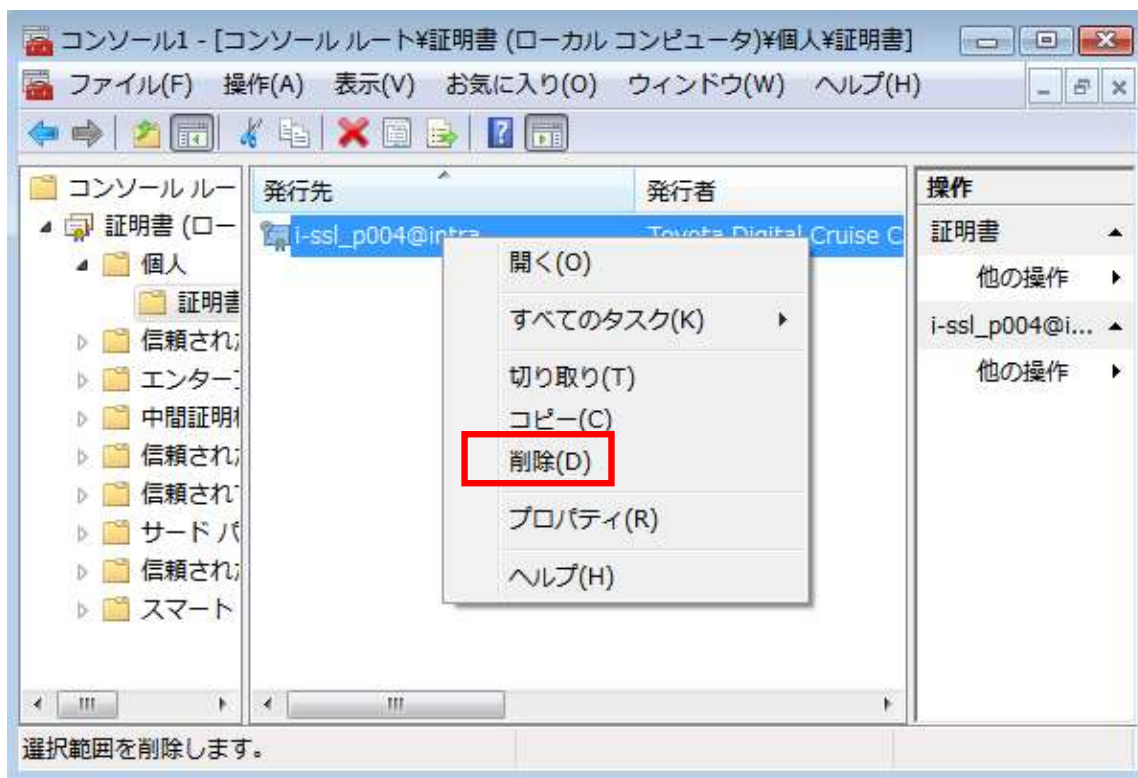 コンソール1 - [コンソール ルート¥証明書 (ローカル コンピュータ)¥個人¥証明書]
ファイル(F) 操作(A) 表示(V) お気に入り(O) ウィンドウ(W) ヘルプ(H)
コンソール ルー
証明書 (ロー
個人
証明書
信頼され
エンター
中間証明
信頼され
信頼され
サード パ
信頼され
スマート
発行先 発行者
i-ssl_p004@intra Toyota Digital Cruise C
開く(O)
すべてのタスク(K)
切り取り(T)
コピー(C)
削除(D)
プロパティ(R)
ヘルプ(H)
操作
証明書
他の操作
i-ssl_p004@i...
他の操作
選択範囲を削除します。